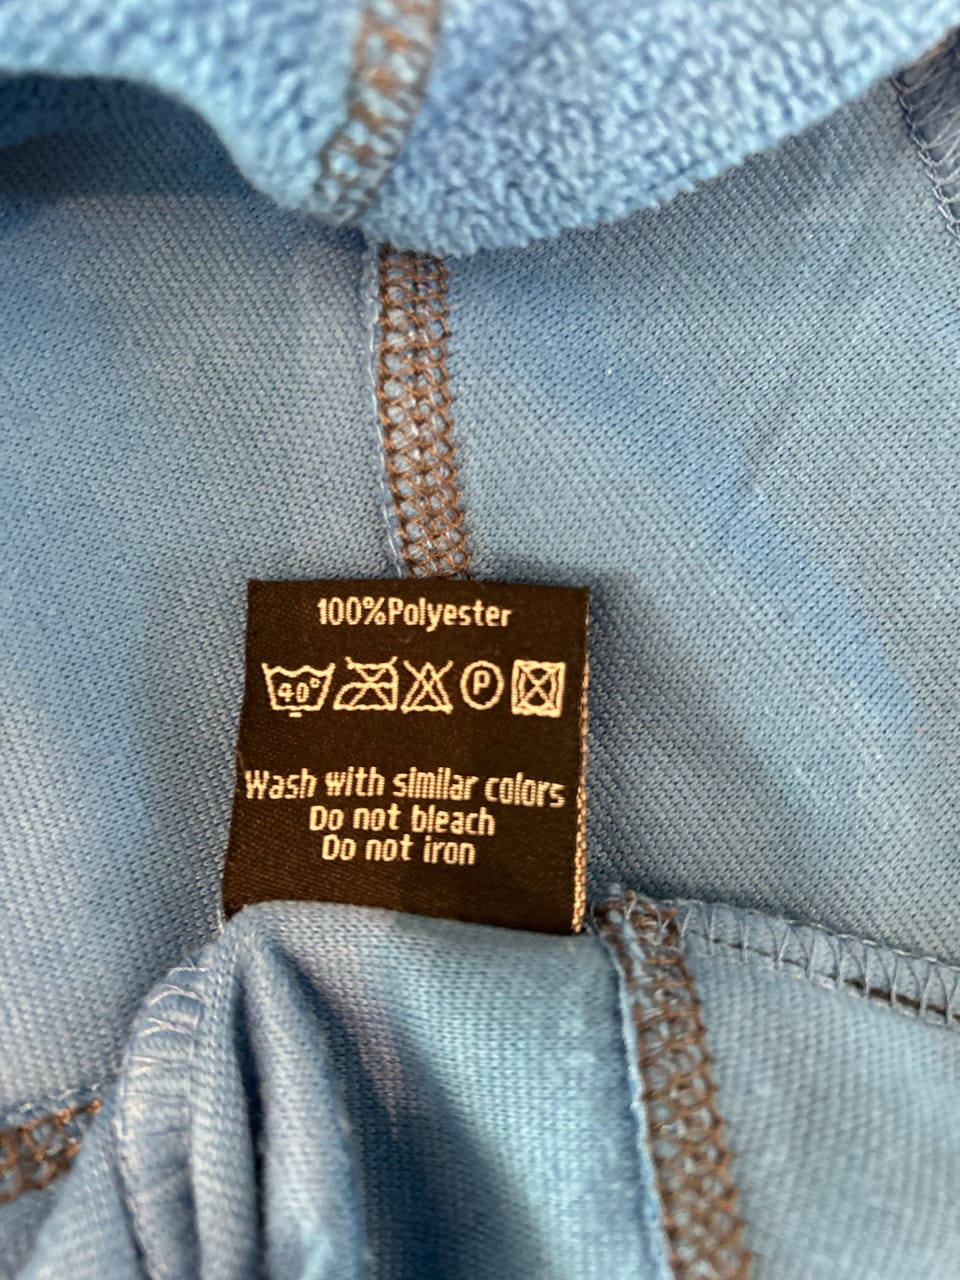 100%Polyester
40° P
Wash with similar colors
Do not bleach
Do not iron